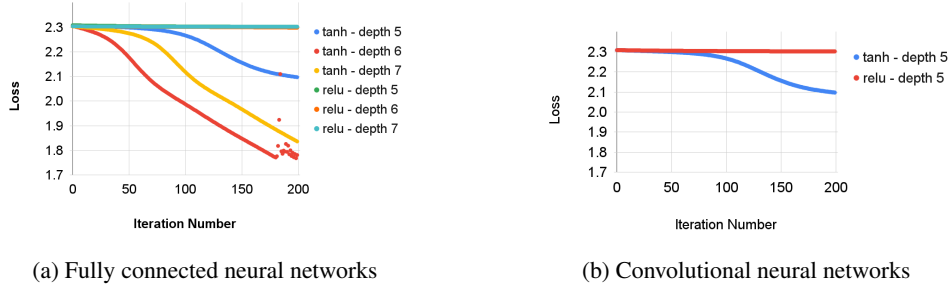 2.3
2.2
2.1
2.0
1.9
1.8
1.7
Loss
0 50 100 150 200
Iteration Number
tanh - depth 5
tanh - depth 6
tanh - depth 7
relu - depth 5
relu - depth 6
relu - depth 7
(a) Fully connected neural networks
2.3
2.2
2.1
2.0
1.9
1.8
1.7
Loss
0 50 100 150 200
Iteration Number
tanh - depth 5
relu - depth 5
(b) Convolutional neural networks